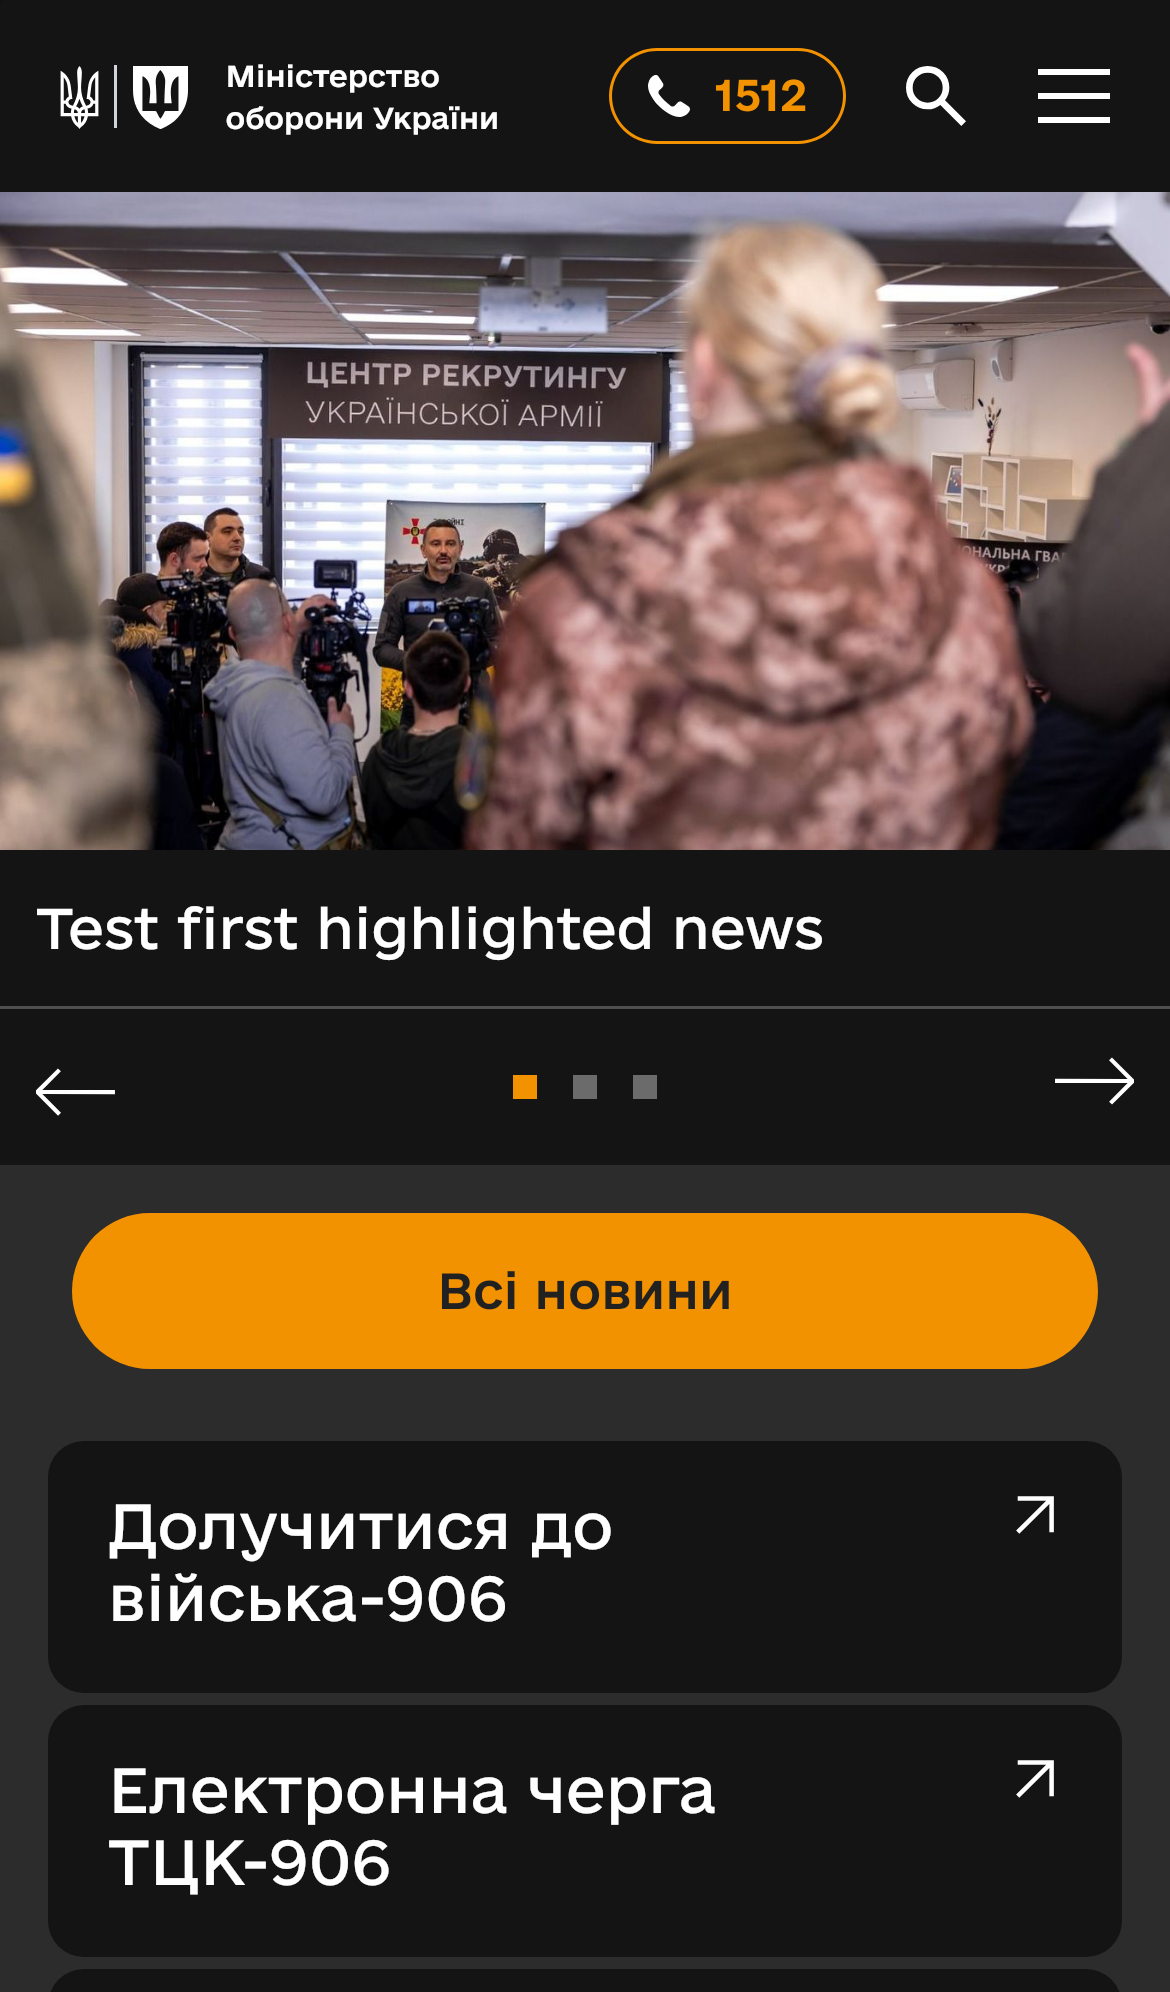 Міністерство
оборони України
1512
ЦЕНТР РЕКРУТИНГУ
УКРАЇНСЬКОЇ АРМІЇ
Test first highlighted news
Всі новини
Долучитися до
війська-906
Електронна черга
ТЦК-906